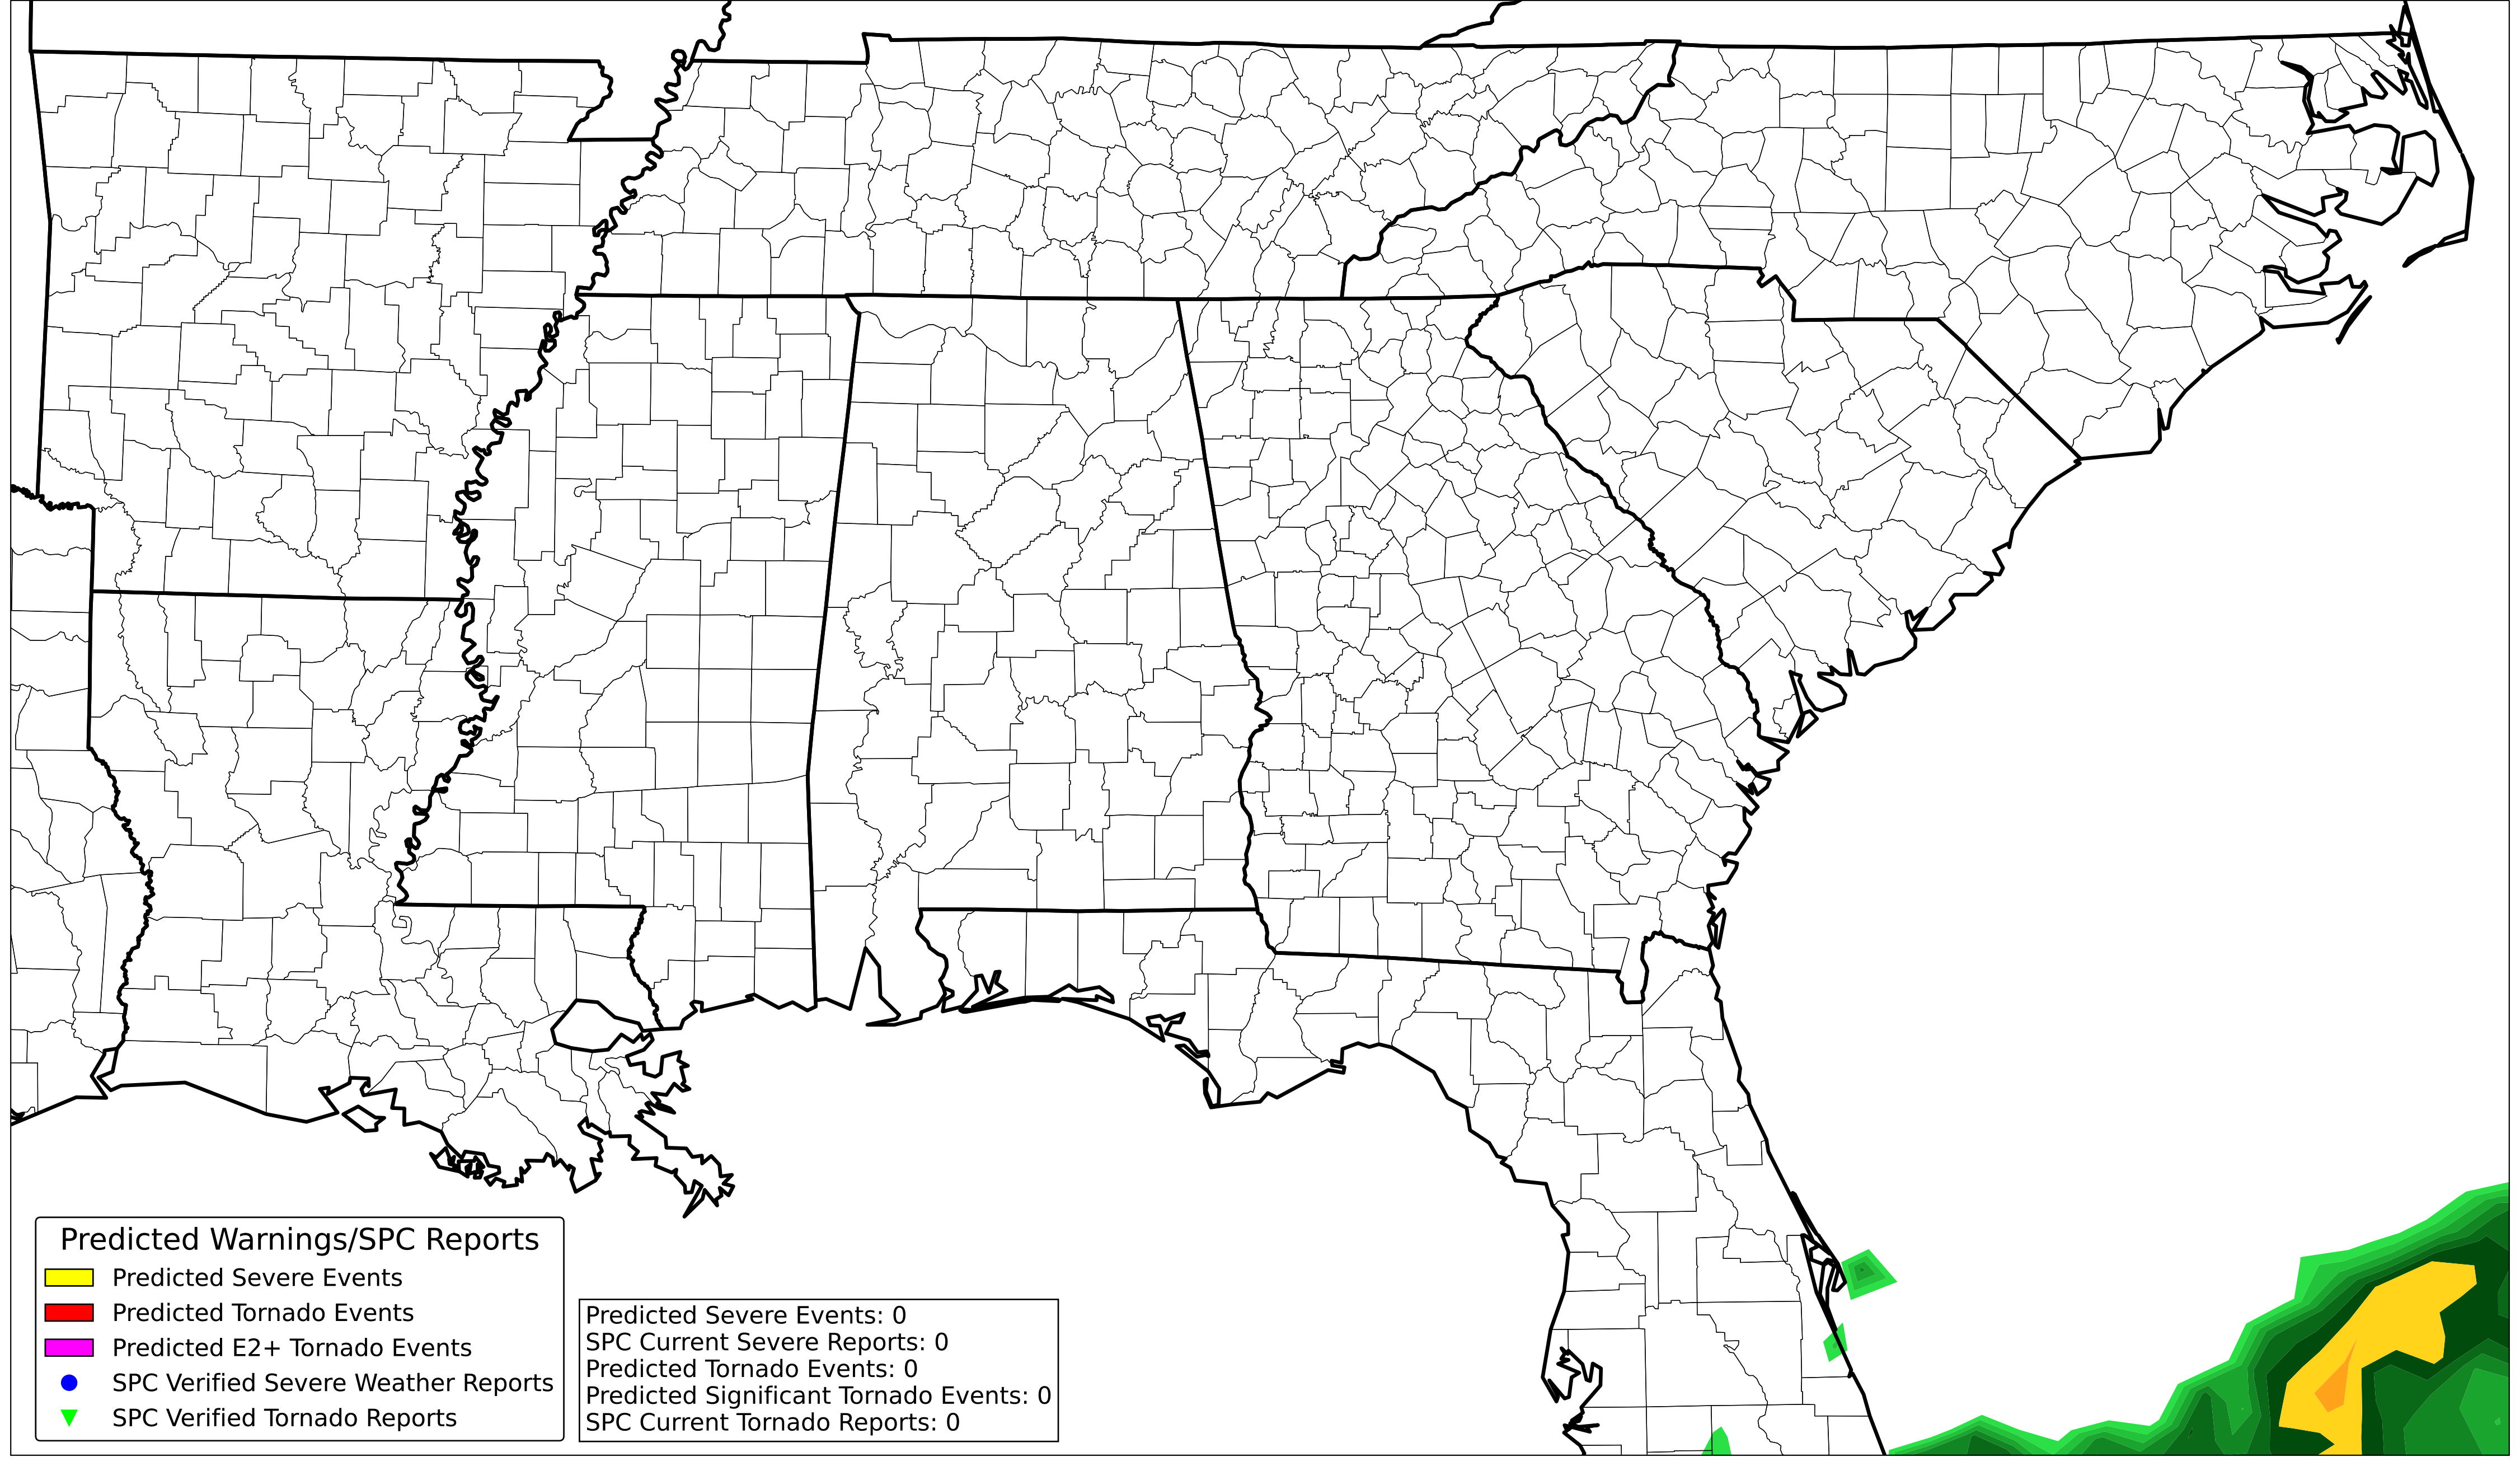 Predicted Warnings/SPC Reports
Predicted Severe Events
Predicted Tornado Events
Predicted E2+ Tornado Events
SPC Verified Severe Weather Reports
SPC Verified Tornado Reports
Predicted Severe Events: 0
SPC Current Severe Reports: 0
Predicted Tornado Events: 0
Predicted Significant Tornado Events: 0
SPC Current Tornado Reports: 0